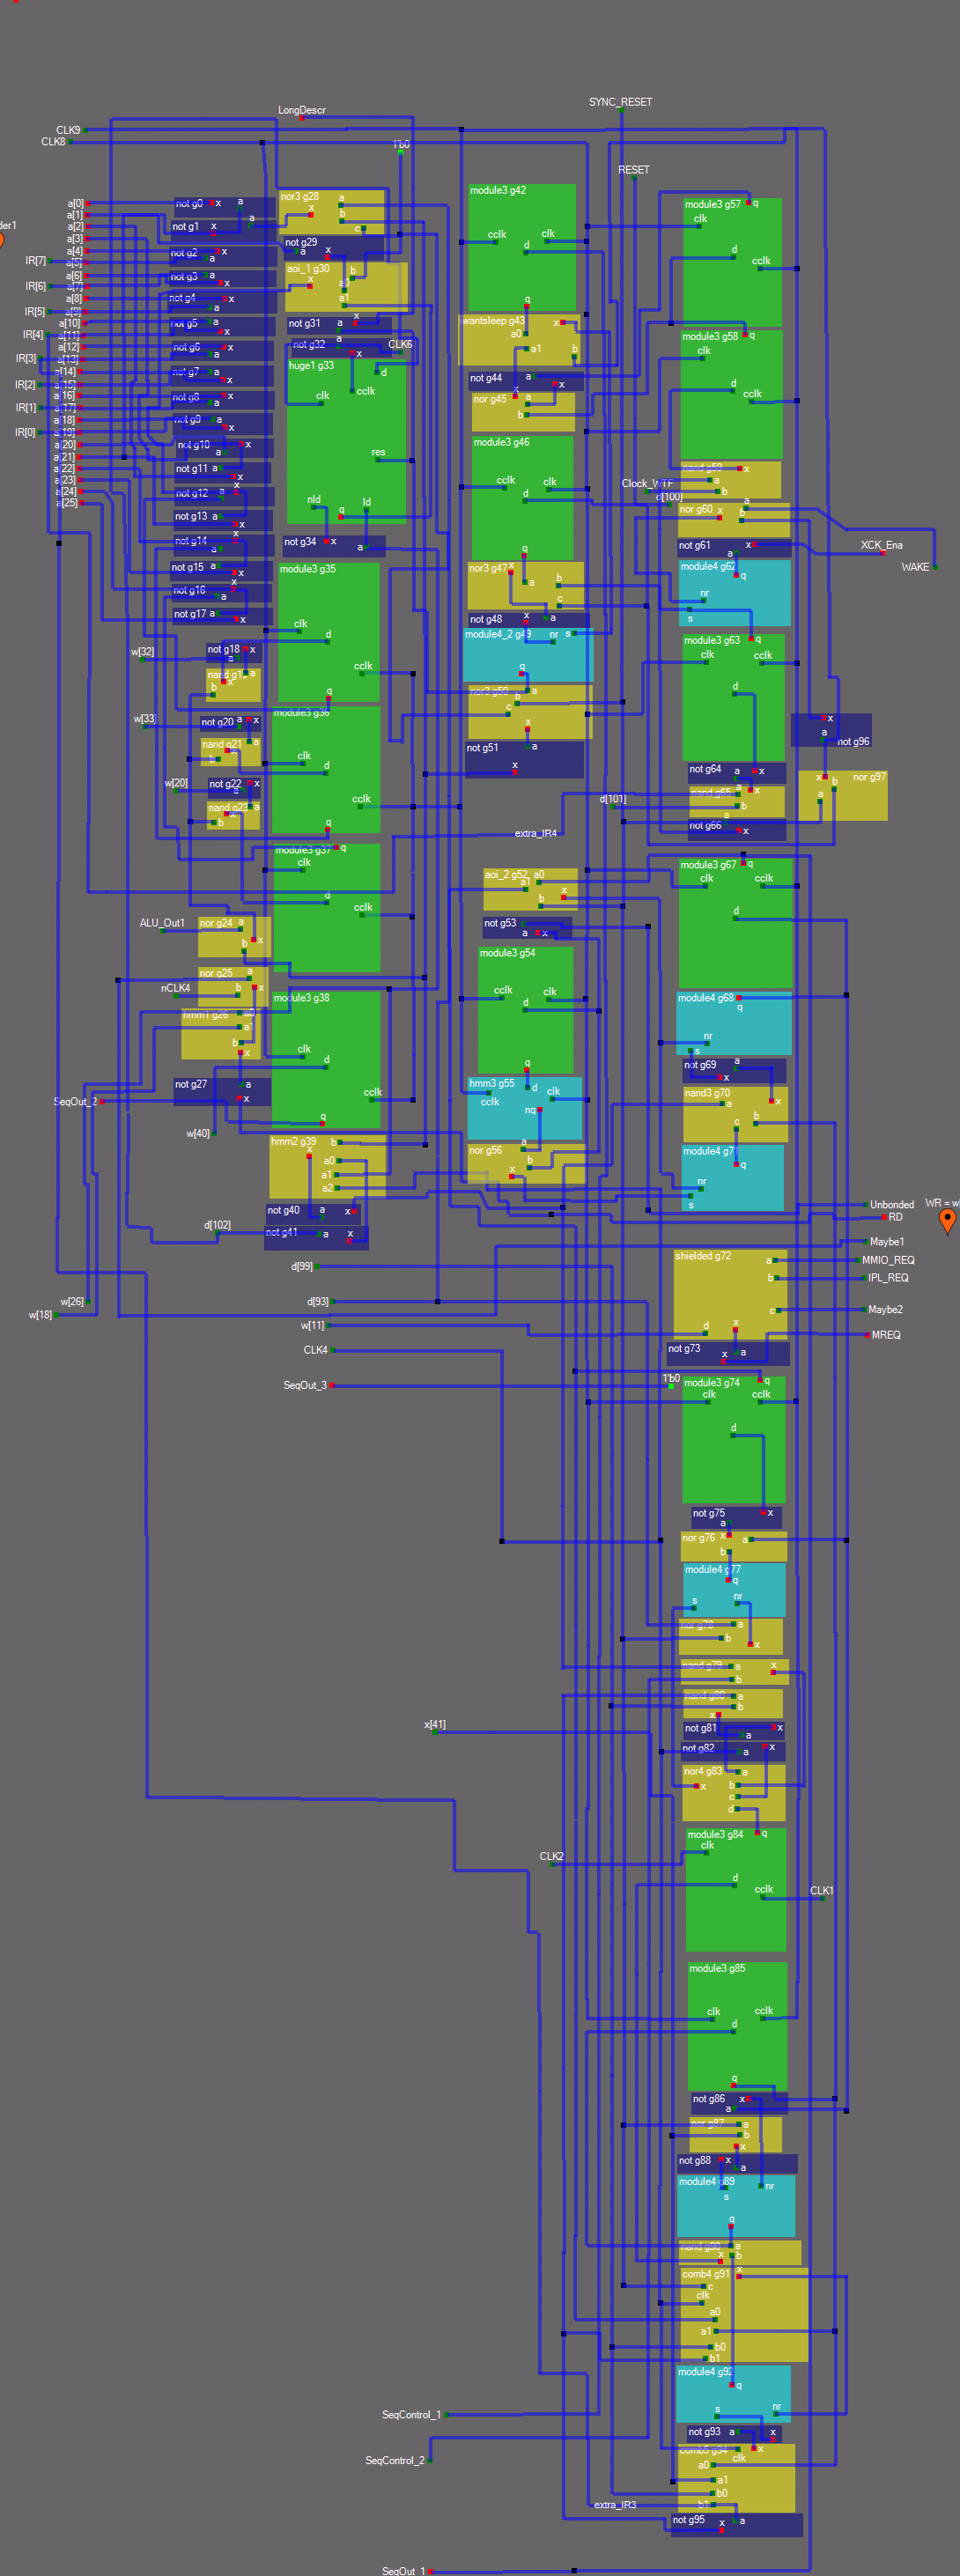 SYNC_RESET
LongDescr
CLK9
CLK8
1'b0
RESET
der1
a[0]
a[1]
a[2]
a[3]
a[4]
a[5]
a[6]
a[7]
a[8]
a[9]
a[10]
a[11]
a[12]
a[13]
a[14]
a[15]
a[16]
a[17]
a[18]
a[19]
a[20]
a[21]
a[22]
a[23]
a[24]
a[25]
IR[7]
IR[6]
IR[5]
IR[4]
IR[3]
IR[2]
IR[1]
IR[0]
not g0 x a
not g1 x a
not g2 x a
not g3 a x
not g4 x a
not g5 a x
not g6 x a
not g7 a x
not g8 x a
not g9 a x
not g10 x a
not g11 a x
not g12 x a
not g13 a x
not g14 x a
not g15 a x
not g16 x a
not g17 a x
w[32]
not g18 x a
b x a
w[33]
not g20 x a
nand g21 b
w[20]
not g22 x a
nand g23 b x a
ALU_Out1
nor g24 a b x
nor g25 a b x
nCLK4
hmm1 g26 a0 a1 b x
not g27 a x
SeqOut_2
w[40]
nor3 g28 a x b c
not g29 a x
aoi_1 g30 b a0 x a1
not g31 a x
not g32 a x
CLK6
huge1 g33 d cclk clk res nld ld q
not g34 x a
module3 g35 clk d cclk q
module3 g36 clk d cclk q
module3 g37 q clk d cclk
module3 g38 clk d cclk q
hmm2 g39 b x a0 a1 a2
not g40 a x
not g41 a x
d[102]
d[99]
w[26]
w[18]
d[93]
w[11]
CLK4
SeqOut_3
module3 g42 cclk clk d q
wantsleep g43 x a0 a1 b
not g44 a x
nor g45 x a b
module3 g46 cclk clk d q
nor3 g47 x a b c
not g48 x a
module4_2 g49 nr s q
nor3 g50 a b c x
not g51 a x
extra_IR4
d[101]
aoi_2 g52 a0 a1 x b
not g53 a x
module3 g54 cclk clk d q
hmm3 g55 d clk cclk nq
nor g56 a b x
module3 g57 q clk d cclk
module3 g58 q clk d cclk
nand g59 x a b
Clock_WTF
d[100]
nor g60 x a b
not g61 x a
XCK_Ena
WAKE
module4 g62 q nr s
module3 g63 q clk cclk d
not g64 a x
nand g65 a x b
not g66 a x
not g96 x a
nor g97 x b a
module3 g67 q clk cclk d
module4 g68 q nr s
not g69 a x
nand3 g70 a x b c
module4 g71 q nr s
Unbonded
WR = w
RD
Maybe1
MMIO_REQ
IPL_REQ
Maybe2
MREQ
shielded g72 a b c d x
not g73 x a
1'b0
module3 g74 q clk cclk d
not g75 a x
nor g76 x a b
module4 g77 q s nr
nor g78 a b x
nand g79 a x b
nand g80 a b x
x[41]
not g81 x a
not g82 x a
nor4 g83 a x b c d
module3 g84 q clk d cclk
CLK2
CLK1
module3 g85 clk cclk d q
not g86 x a
nor g87 a b x
not g88 x a
module4 g89 s nr q
nand g90 a b x
comb4 g91 x c clk a0 a1 b0 b1
module4 g92 q s nr
SeqControl_1
not g93 a x
SeqControl_2
comb5 g94 x clk a0 a1 b0 b1
extra_IR3
not g95 x a
SeqOut_1